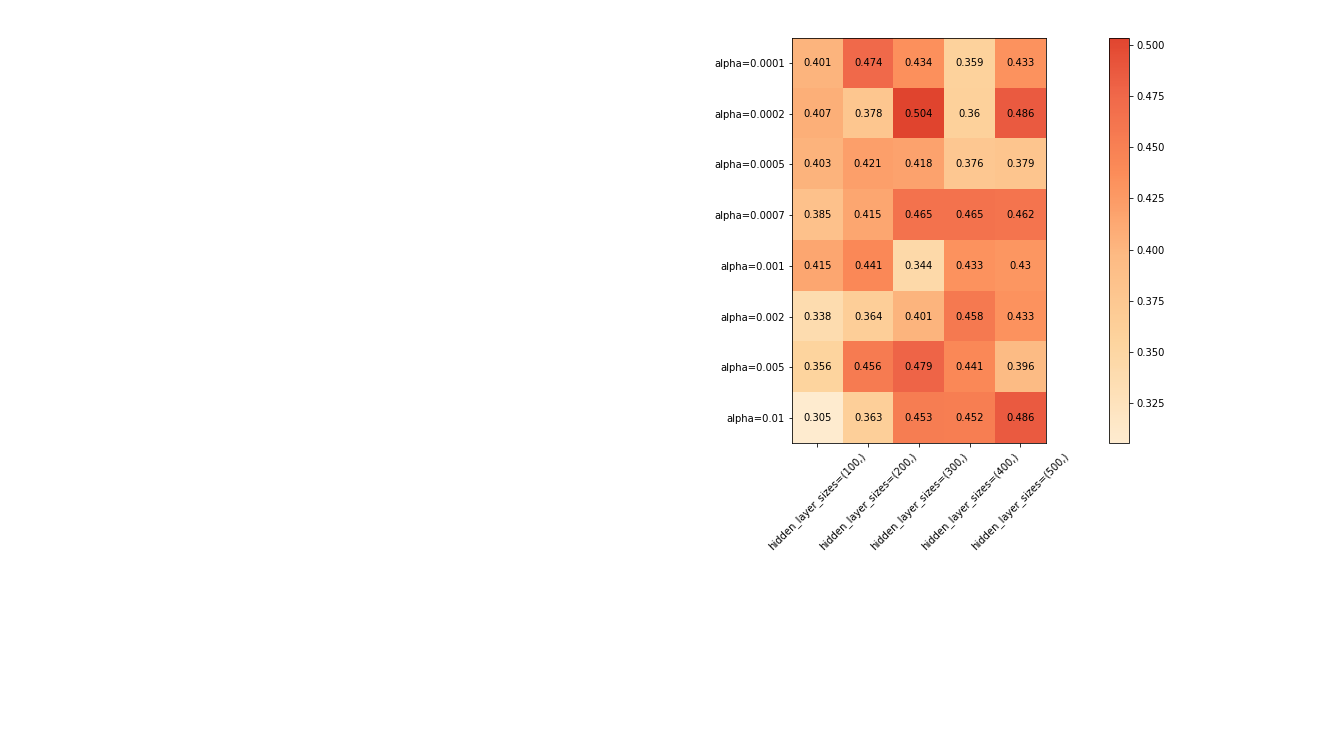 alpha=0.0001 0.401 0.474 0.434 0.359 0.433
alpha=0.0002 0.407 0.378 0.504 0.36 0.486
alpha=0.0005 0.403 0.421 0.418 0.376 0.379
alpha=0.0007 0.385 0.415 0.465 0.465 0.462
alpha=0.001 0.415 0.441 0.344 0.433 0.43
alpha=0.002 0.338 0.364 0.401 0.458 0.433
alpha=0.005 0.356 0.456 0.479 0.441 0.396
alpha=0.01 0.305 0.363 0.453 0.452 0.486
hidden_layer_sizes=(100,)
hidden_layer_sizes=(200,)
hidden_layer_sizes=(300,)
hidden_layer_sizes=(400,)
hidden_layer_sizes=(500,)
0.500
0.475
0.450
0.425
0.400
0.375
0.350
0.325